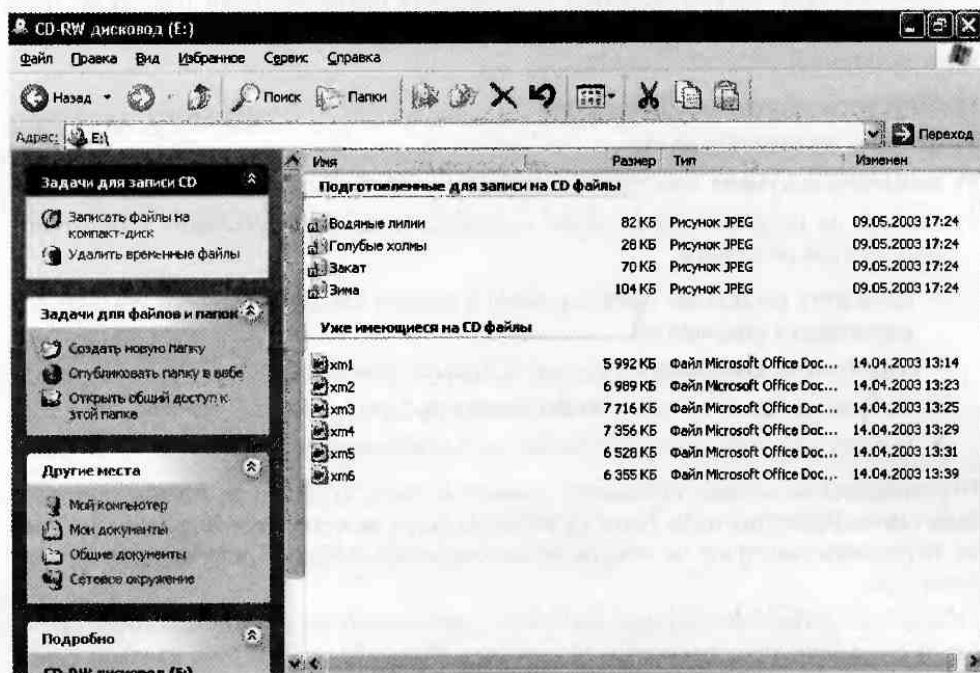 CD-RW дисковод (E:)
Файл Правка Вид Избранное Сервис Справка
Назад Поиск Папки
Адрес: E:\ Переход
Задачи для записи CD
Записать файлы на
компакт-диск
Удалить временные файлы
Задачи для файлов и папок
Создать новую папку
Опубликовать папку в вебе
Открыть общий доступ к
этой папке
Другие места
Мой компьютер
Мои документы
Общие документы
Сетевое окружение
Подробно
CD-RW дисковод (E:)
Имя Размер Тип Изменен
Подготовленные для записи на CD файлы
Водяные лилии 82 КБ Рисунок JPEG 09.05.2003 17:24
Голубые холмы 28 КБ Рисунок JPEG 09.05.2003 17:24
Закат 70 КБ Рисунок JPEG 09.05.2003 17:24
Зима 104 КБ Рисунок JPEG 09.05.2003 17:24
Уже имеющиеся на CD файлы
xm1 5 992 КБ Файл Microsoft Office Doc... 14.04.2003 13:14
xm2 6 989 КБ Файл Microsoft Office Doc... 14.04.2003 13:23
xm3 7 716 КБ Файл Microsoft Office Doc... 14.04.2003 13:25
xm4 7 356 КБ Файл Microsoft Office Doc... 14.04.2003 13:29
xm5 6 528 КБ Файл Microsoft Office Doc... 14.04.2003 13:31
xm6 6 355 КБ Файл Microsoft Office Doc... 14.04.2003 13:39